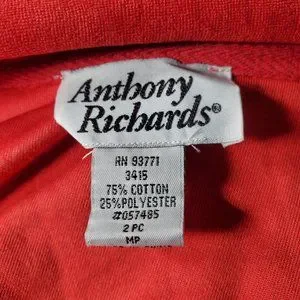 Anthony
Richards®
RN 93771
3415
75% COTTON
25%POLYESTER
#057485
2 PC
MP